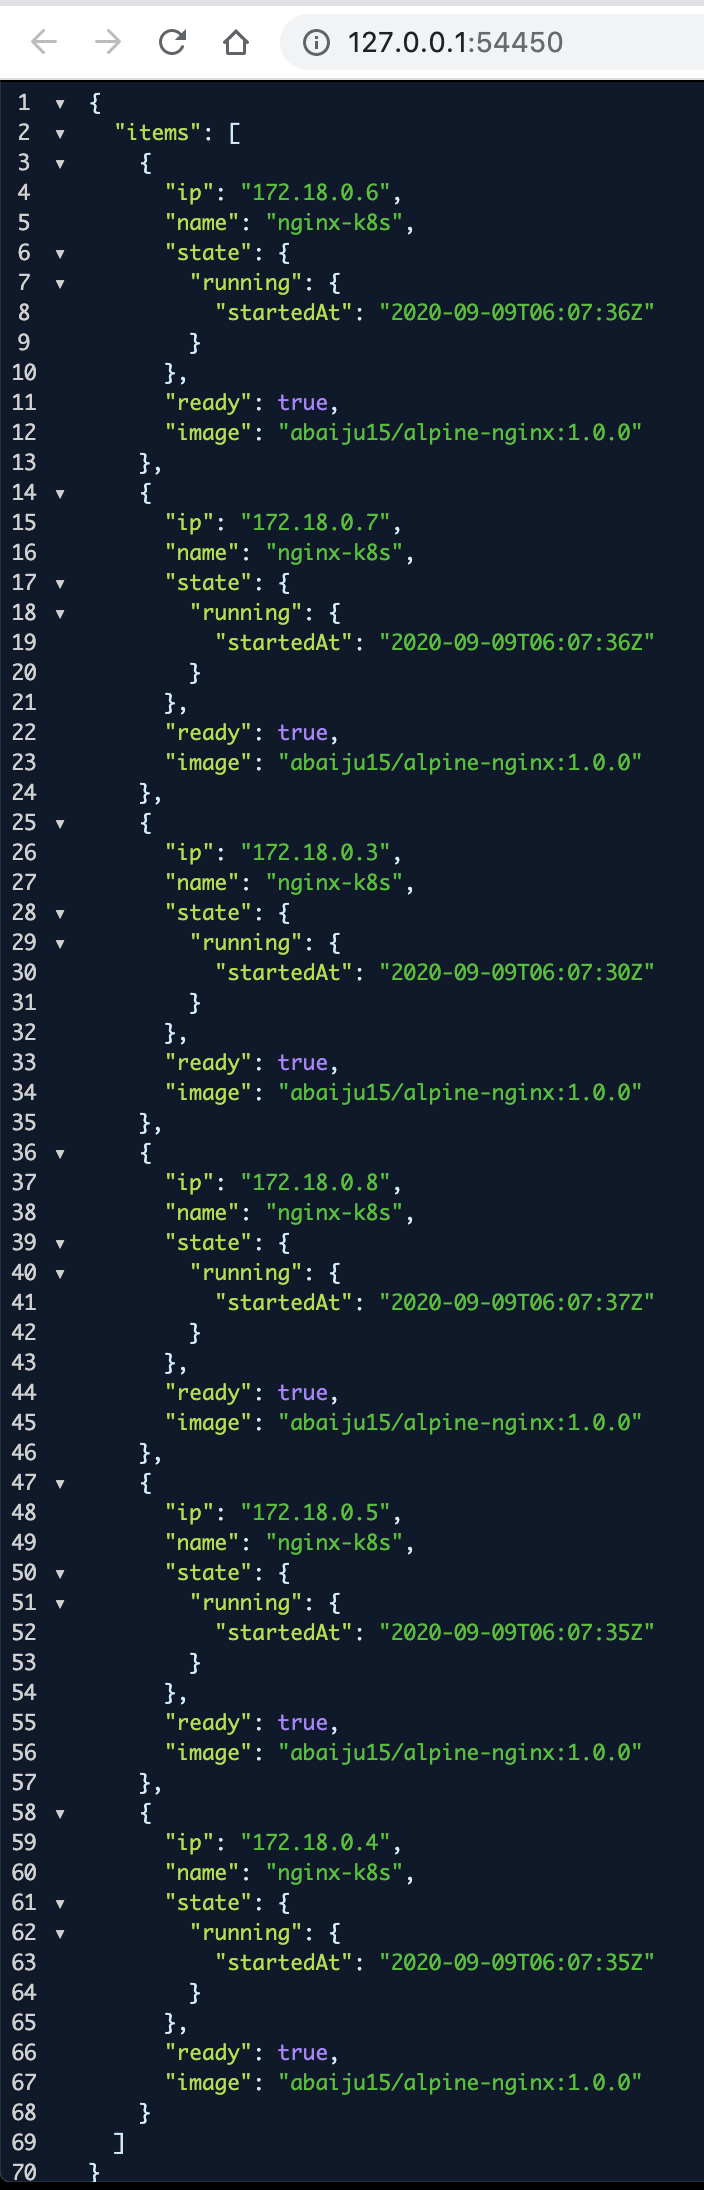 127.0.0.1:54450
1 {
2 "items": [
3 {
4 "ip": "172.18.0.6",
5 "name": "nginx-k8s",
6 "state": {
7 "running": {
8 "startedAt": "2020-09-09T06:07:36Z"
9 }
10 },
11 "ready": true,
12 "image": "abaiju15/alpine-nginx:1.0.0"
13 },
14 {
15 "ip": "172.18.0.7",
16 "name": "nginx-k8s",
17 "state": {
18 "running": {
19 "startedAt": "2020-09-09T06:07:36Z"
20 }
21 },
22 "ready": true,
23 "image": "abaiju15/alpine-nginx:1.0.0"
24 },
25 {
26 "ip": "172.18.0.3",
27 "name": "nginx-k8s",
28 "state": {
29 "running": {
30 "startedAt": "2020-09-09T06:07:30Z"
31 }
32 },
33 "ready": true,
34 "image": "abaiju15/alpine-nginx:1.0.0"
35 },
36 {
37 "ip": "172.18.0.8",
38 "name": "nginx-k8s",
39 "state": {
40 "running": {
41 "startedAt": "2020-09-09T06:07:37Z"
42 }
43 },
44 "ready": true,
45 "image": "abaiju15/alpine-nginx:1.0.0"
46 },
47 {
48 "ip": "172.18.0.5",
49 "name": "nginx-k8s",
50 "state": {
51 "running": {
52 "startedAt": "2020-09-09T06:07:35Z"
53 }
54 },
55 "ready": true,
56 "image": "abaiju15/alpine-nginx:1.0.0"
57 },
58 {
59 "ip": "172.18.0.4",
60 "name": "nginx-k8s",
61 "state": {
62 "running": {
63 "startedAt": "2020-09-09T06:07:35Z"
64 }
65 },
66 "ready": true,
67 "image": "abaiju15/alpine-nginx:1.0.0"
68 }
69 ]
70 }